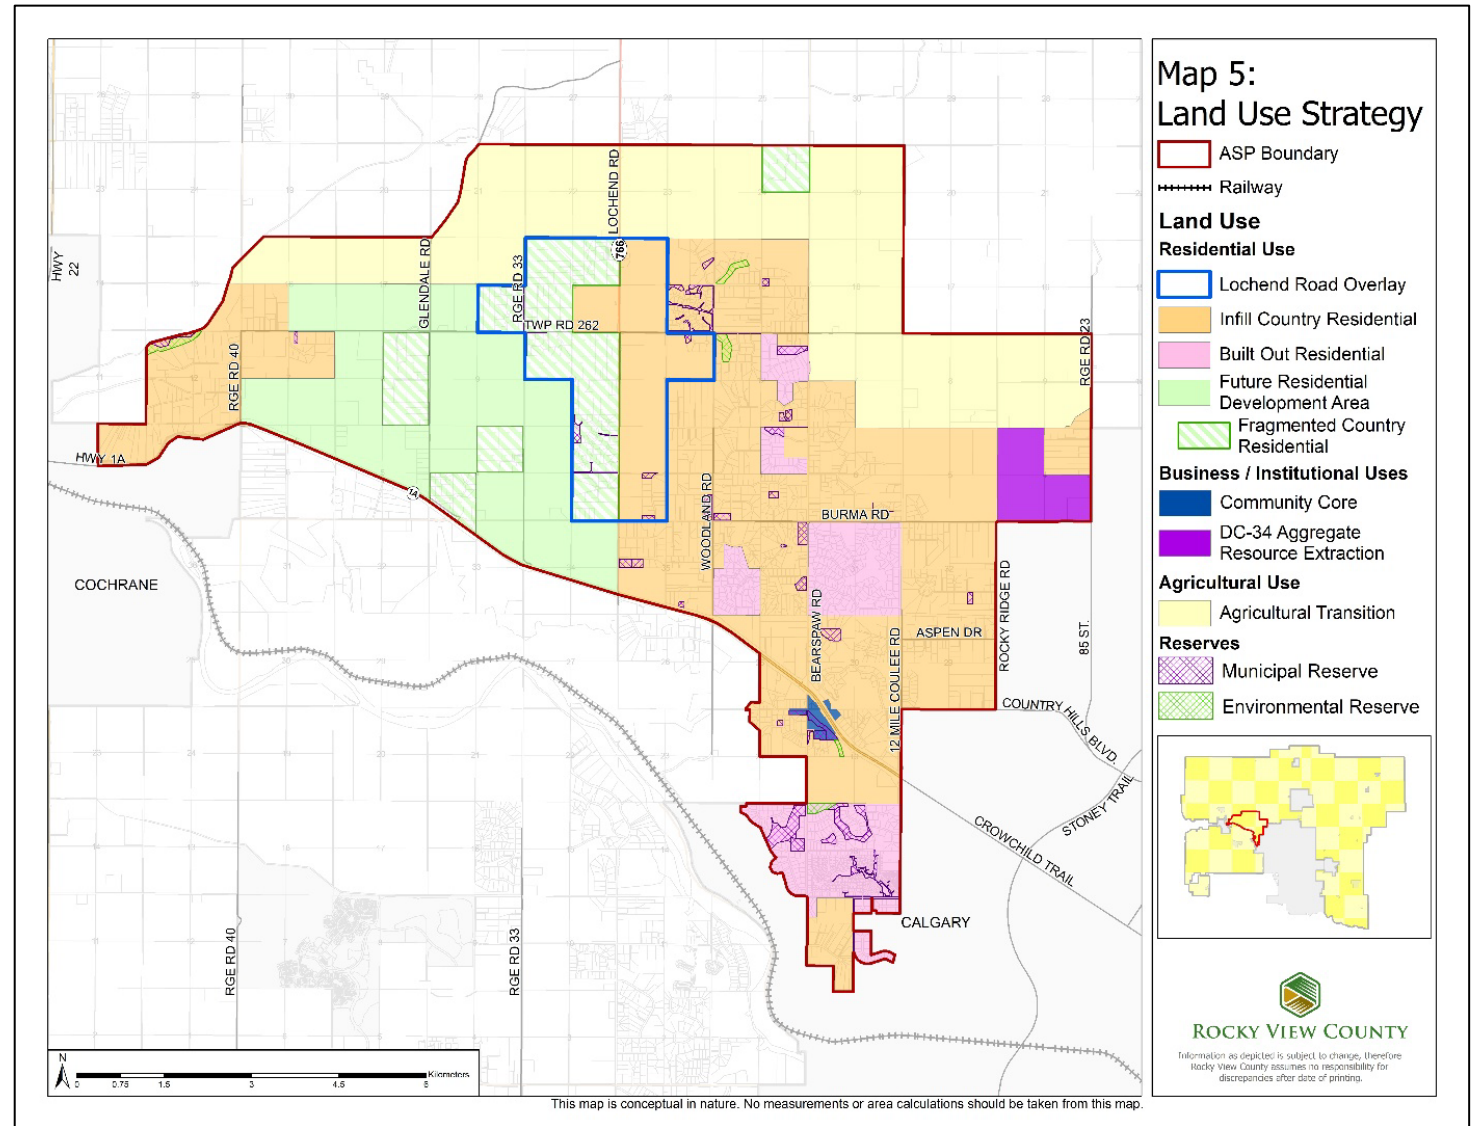 Map 5:
Land Use Strategy
ASP Boundary
Railway
Land Use
Residential Use
Lochend Road Overlay
Infill Country Residential
Built Out Residential
Future Residential
Development Area
Fragmented Country
Residential
Business / Institutional Uses
Community Core
DC-34 Aggregate
Resource Extraction
Agricultural Use
Agricultural Transition
Reserves
Municipal Reserve
Environmental Reserve
HWY
22
GLENDALE RD
RGE RD 33
LOCHEND RD
766
TWP RD 262
RGE RD 40
RGE RD 23
HWY 1A
1A
WOODLAND RD
BURMA RD
COCHRANE
BEARSPAW RD
12 MILE COULEE RD
ASPEN DR
ROCKY RIDGE RD
85 ST.
COUNTRY HILLS BLVD.
STONEY TRAIL
CROWCHILD TRAIL
CALGARY
RGE RD 40
RGE RD 33
N
0 0.75 1.5 3 4.5 6 Kilometers
ROCKY VIEW COUNTY
Information as depicted is subject to change, therefore
Rocky View County assumes no responsibility for
discrepancies after date of printing.
This map is conceptual in nature. No measurements or area calculations should be taken from this map.